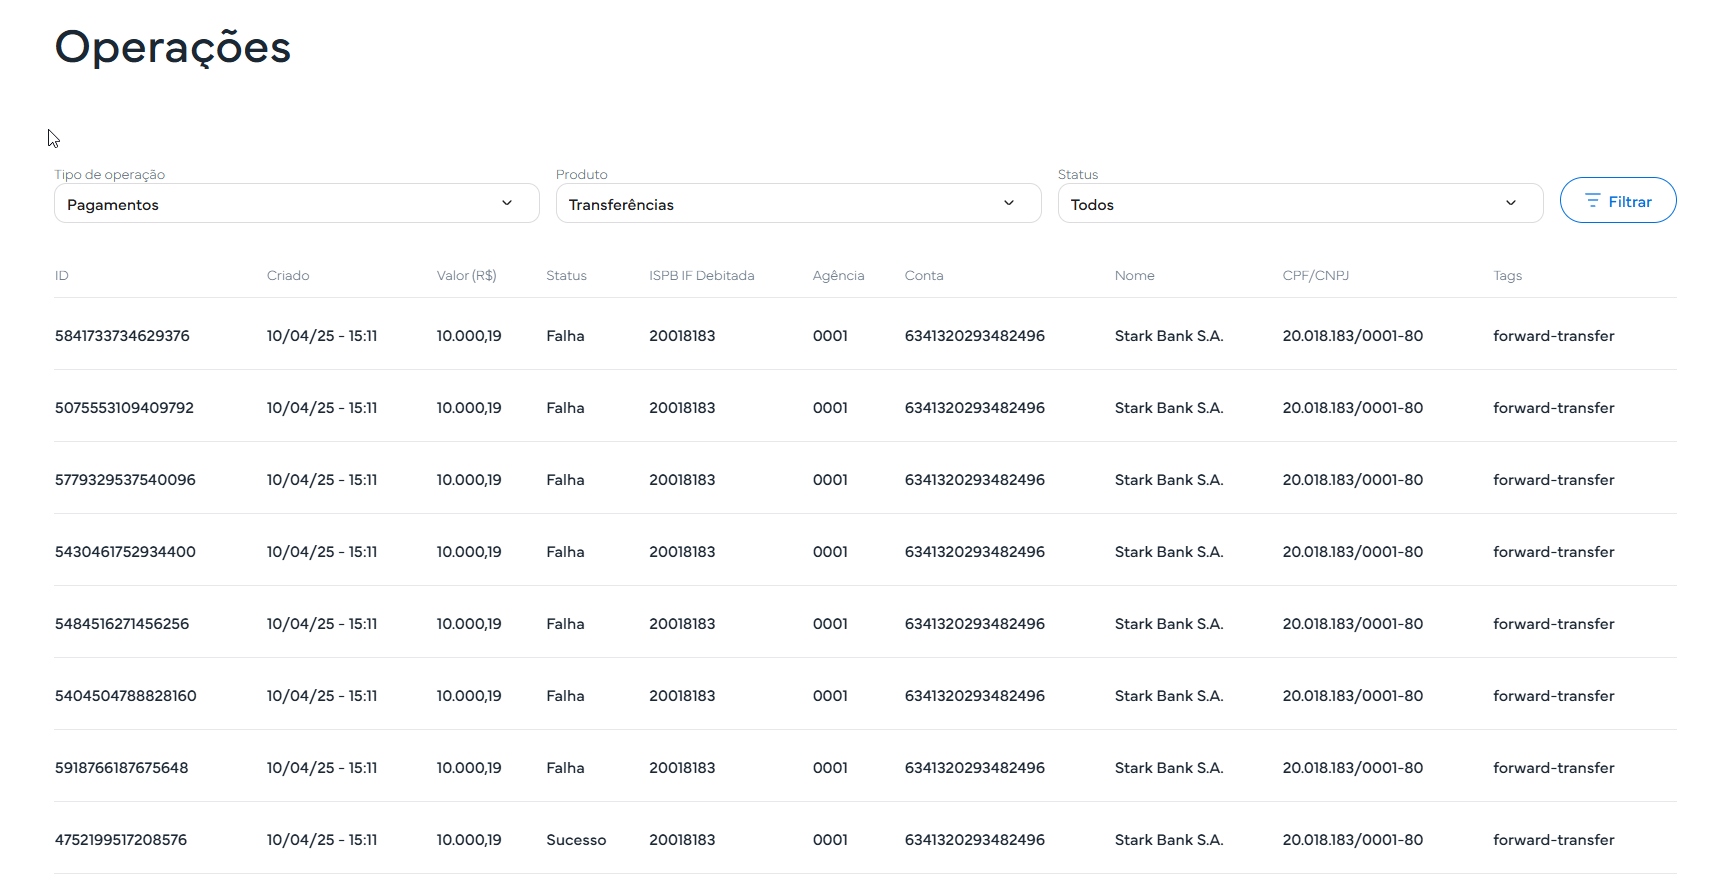 Operações
Tipo de operação Produto Status
Pagamentos Transferências Todos Filtrar
ID Criado Valor (R$) Status ISPB IF Debitada Agência Conta Nome CPF/CNPJ Tags
5841733734629376 10/04/25 - 15:11 10.000,19 Falha 20018183 0001 6341320293482496 Stark Bank S.A. 20.018.183/0001-80 forward-transfer
5075553109409792 10/04/25 - 15:11 10.000,19 Falha 20018183 0001 6341320293482496 Stark Bank S.A. 20.018.183/0001-80 forward-transfer
5779329537540096 10/04/25 - 15:11 10.000,19 Falha 20018183 0001 6341320293482496 Stark Bank S.A. 20.018.183/0001-80 forward-transfer
5430461752934400 10/04/25 - 15:11 10.000,19 Falha 20018183 0001 6341320293482496 Stark Bank S.A. 20.018.183/0001-80 forward-transfer
5484516271456256 10/04/25 - 15:11 10.000,19 Falha 20018183 0001 6341320293482496 Stark Bank S.A. 20.018.183/0001-80 forward-transfer
5404504788828160 10/04/25 - 15:11 10.000,19 Falha 20018183 0001 6341320293482496 Stark Bank S.A. 20.018.183/0001-80 forward-transfer
5918766187675648 10/04/25 - 15:11 10.000,19 Falha 20018183 0001 6341320293482496 Stark Bank S.A. 20.018.183/0001-80 forward-transfer
4752199517208576 10/04/25 - 15:11 10.000,19 Sucesso 20018183 0001 6341320293482496 Stark Bank S.A. 20.018.183/0001-80 forward-transfer